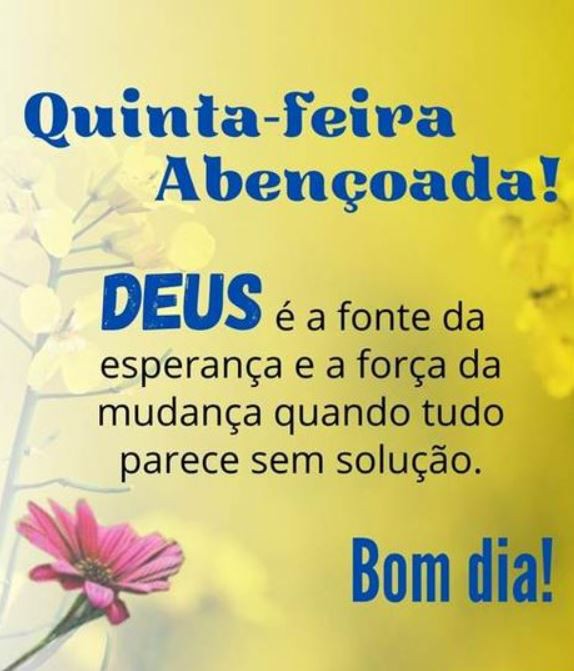 Quinta-feira
Abençoada!
DEUS é a fonte da
esperança e a força da
mudança quando tudo
parece sem solução.
Bom dia!